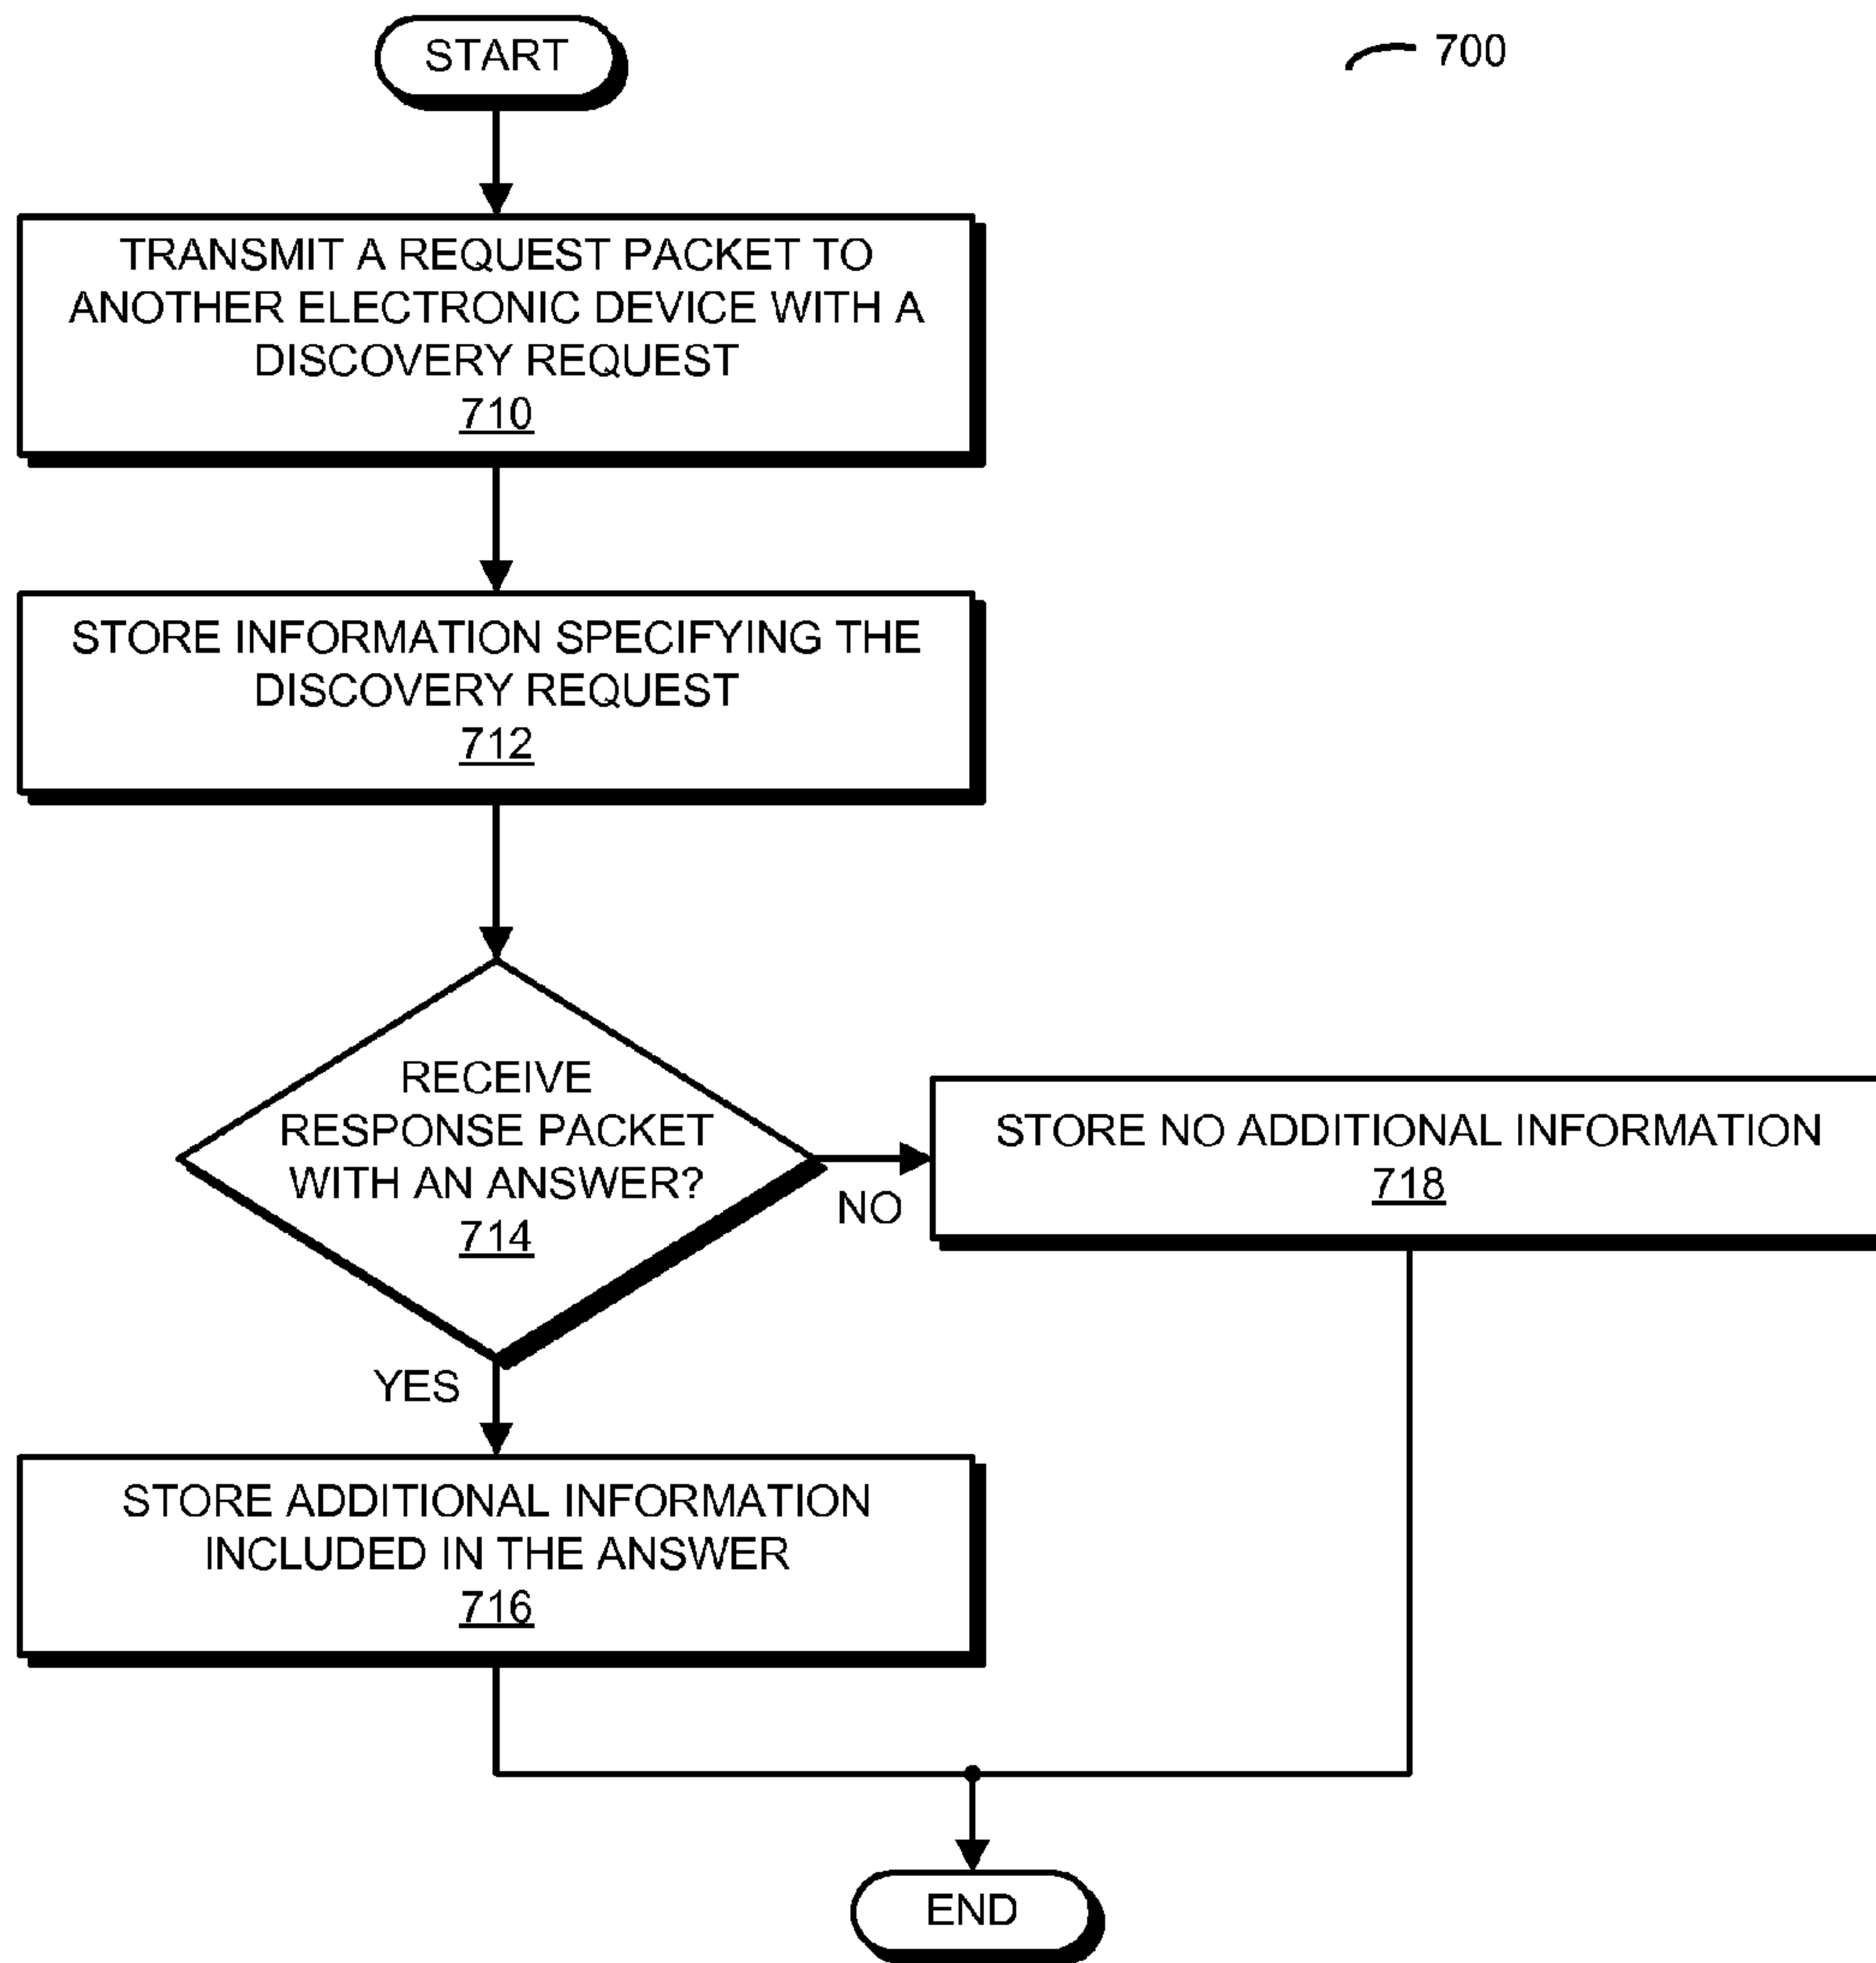 START
700
TRANSMIT A REQUEST PACKET TO
ANOTHER ELECTRONIC DEVICE WITH A
DISCOVERY REQUEST
710
STORE INFORMATION SPECIFYING THE
DISCOVERY REQUEST
712
RECEIVE
RESPONSE PACKET
WITH AN ANSWER?
714
NO
STORE NO ADDITIONAL INFORMATION
718
YES
STORE ADDITIONAL INFORMATION
INCLUDED IN THE ANSWER
716
END